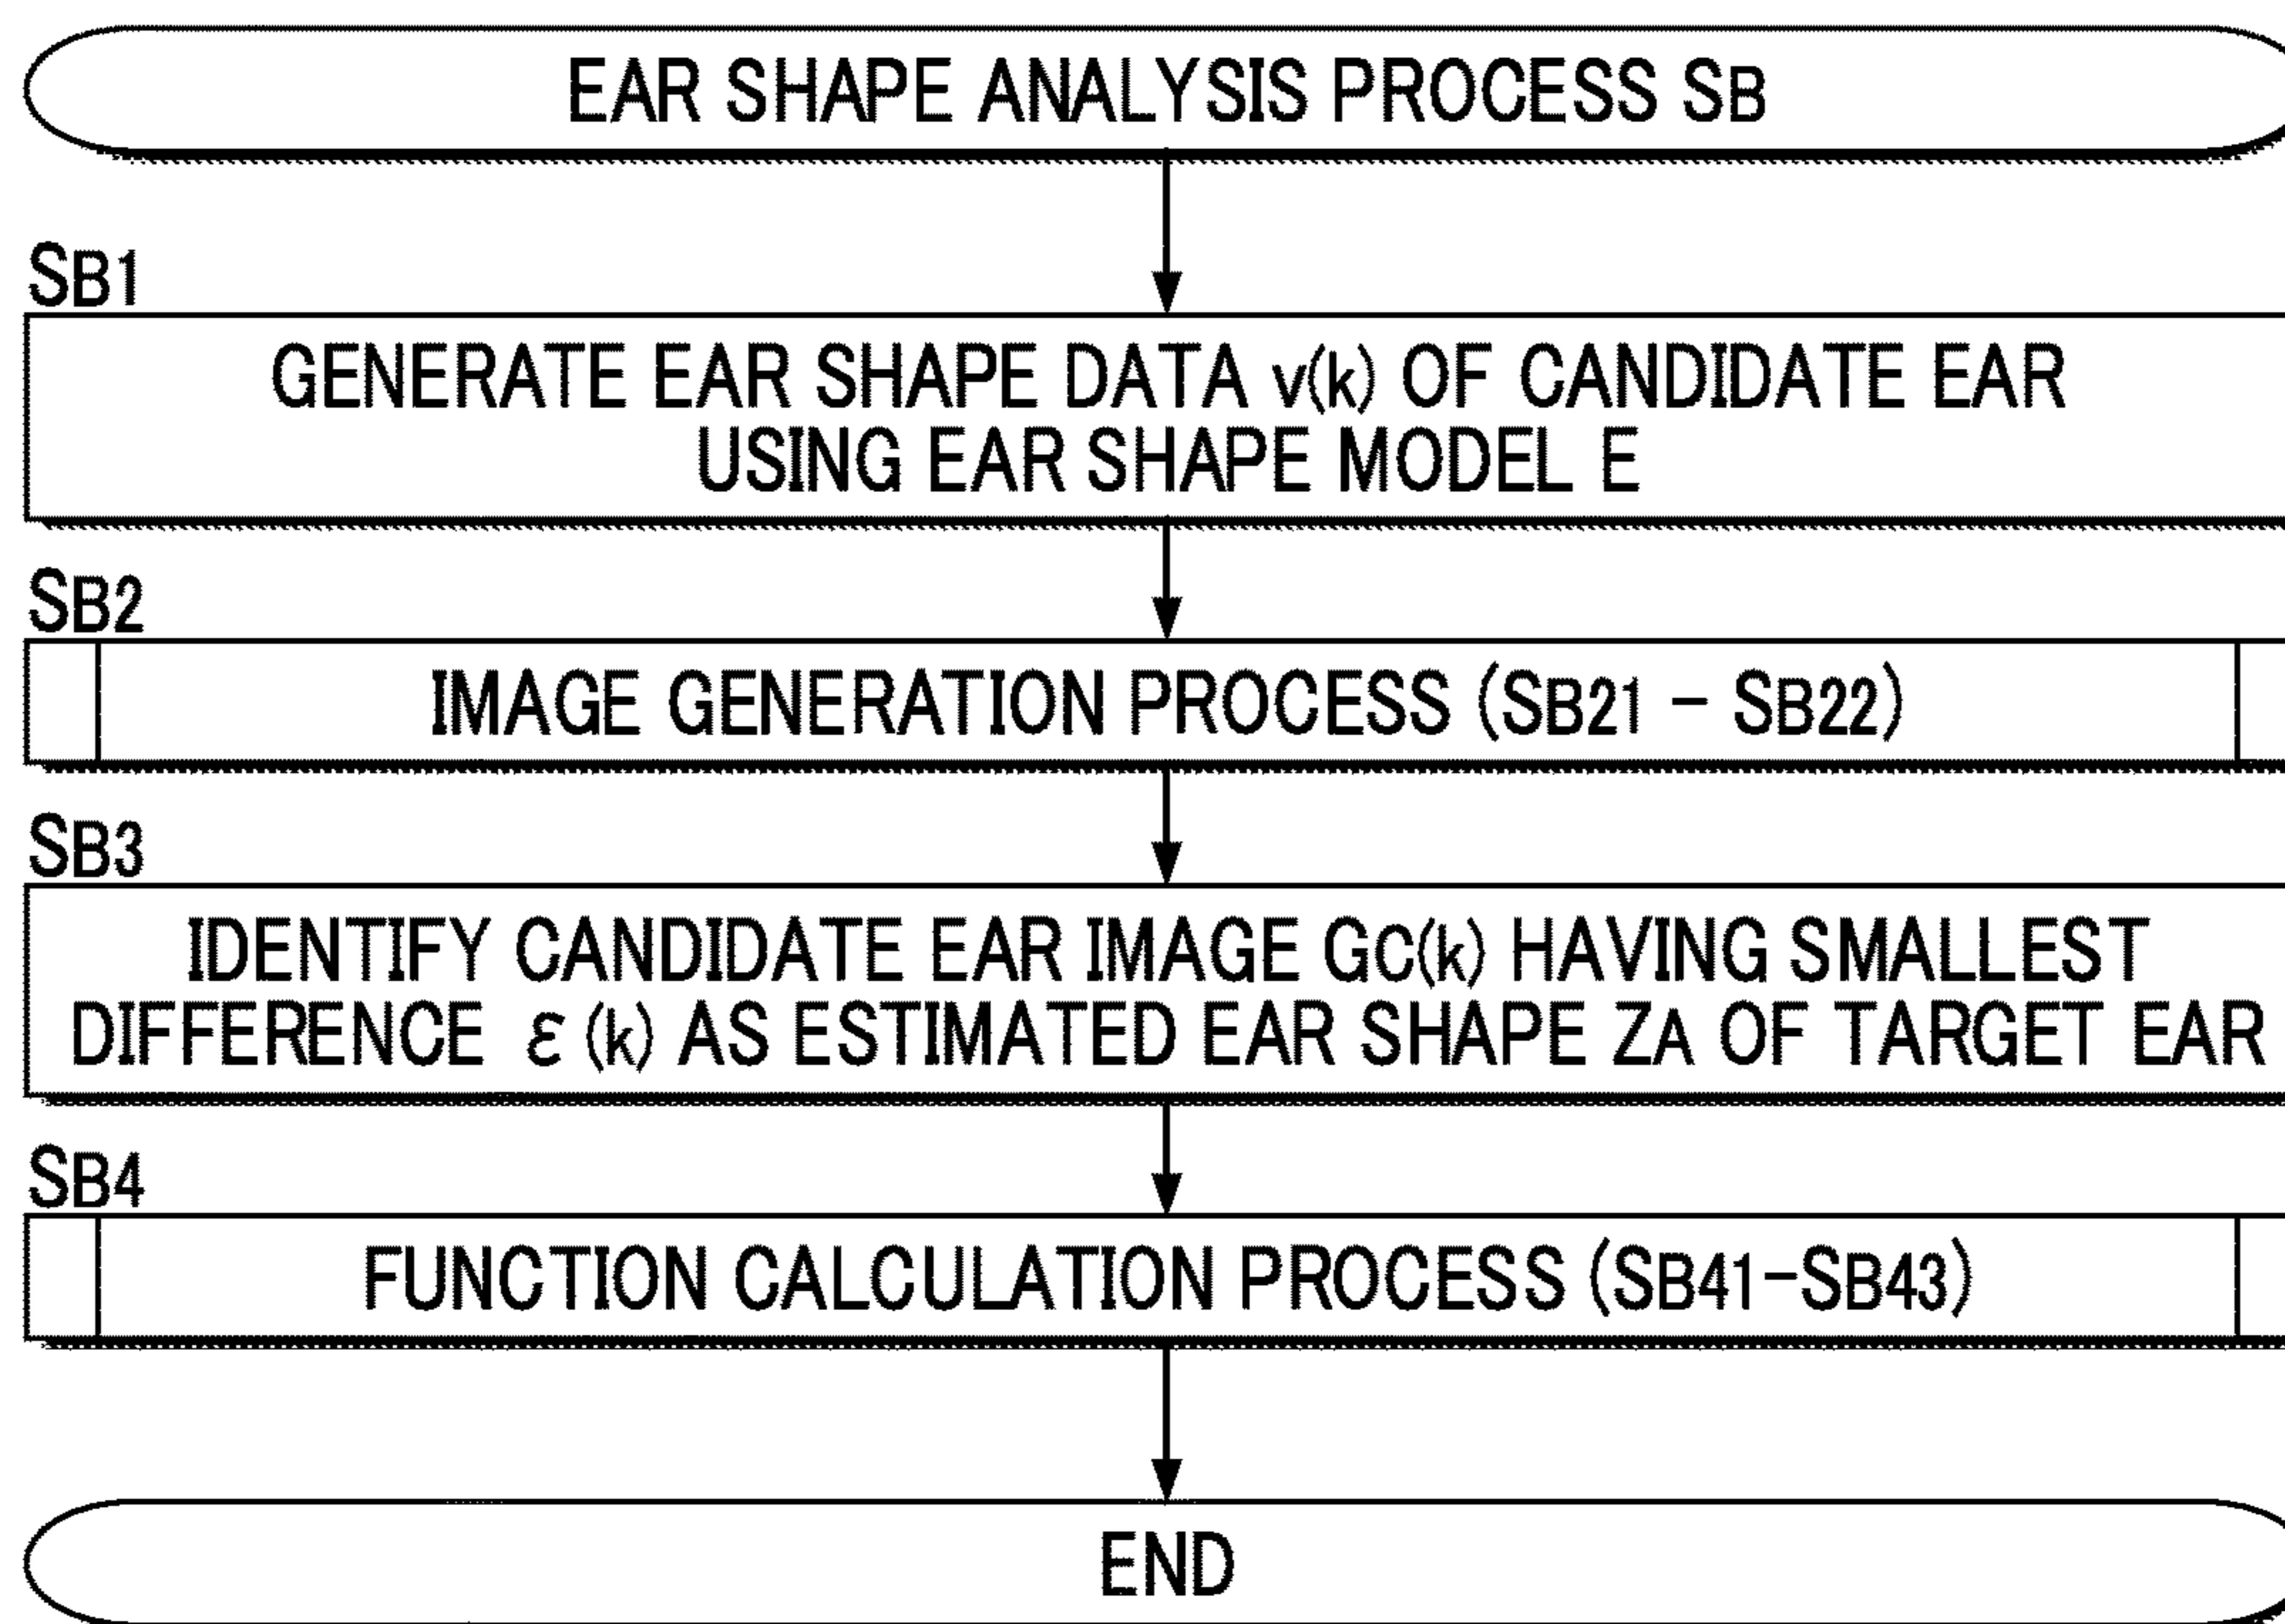 EAR SHAPE ANALYSIS PROCESS SB
SB1
GENERATE EAR SHAPE DATA v(k) OF CANDIDATE EAR
USING EAR SHAPE MODEL E
SB2
IMAGE GENERATION PROCESS (SB21 - SB22)
SB3
IDENTIFY CANDIDATE EAR IMAGE GC(k) HAVING SMALLEST
DIFFERENCE ε(k) AS ESTIMATED EAR SHAPE ZA OF TARGET EAR
SB4
FUNCTION CALCULATION PROCESS (SB41-SB43)
END